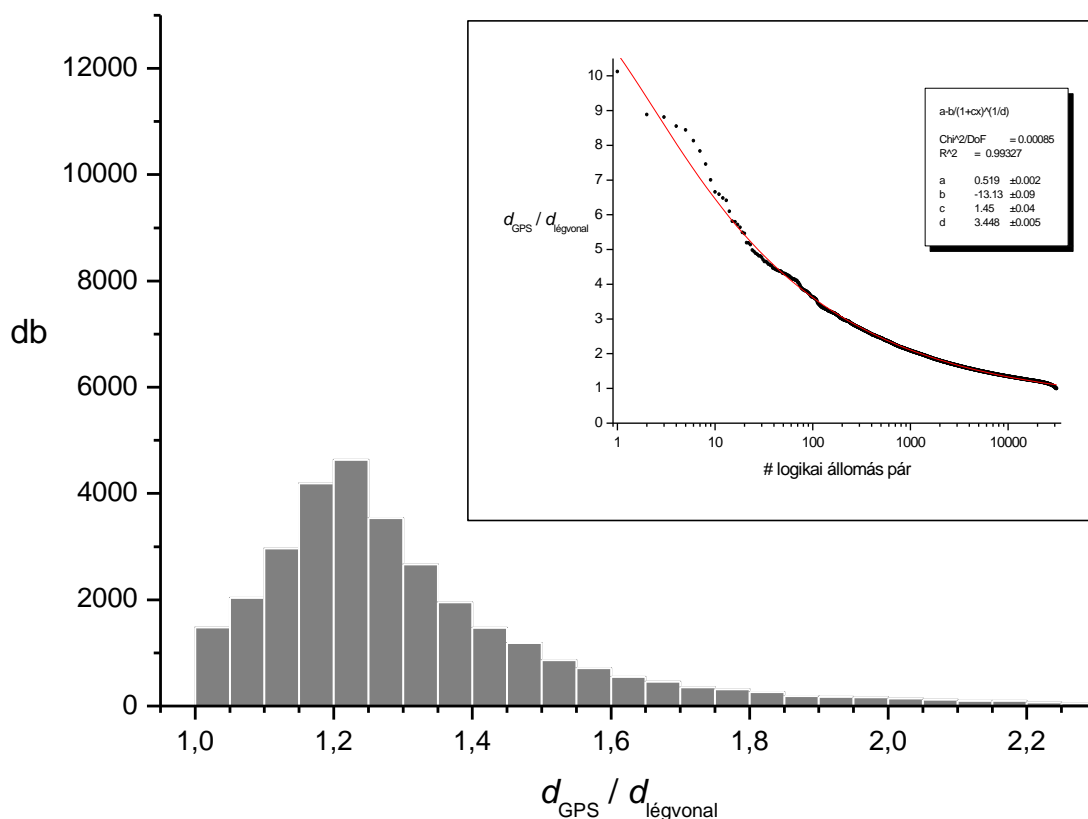 12000
10000
8000
6000
4000
2000
0
db
1,0 1,2 1,4 1,6 1,8 2,0 2,2
d_GPS / d_légvonal
10
9
8
7
6
5
4
3
2
1
0
d_GPS / d_légvonal
1 10 100 1000 10000
# logikai állomás pár
a-b/(1+cx)^(1/d)
Chi^2/DoF = 0.00085
R^2 = 0.99327
a 0.519 ±0.002
b -13.13 ±0.09
c 1.45 ±0.04
d 3.448 ±0.005